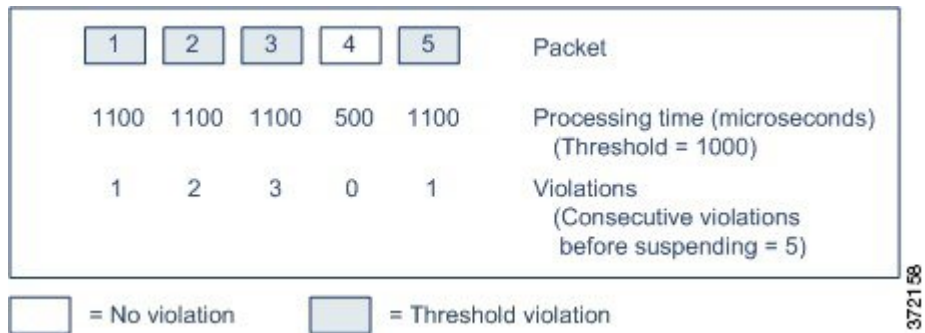 1 2 3 4 5 Packet
1100 1100 1100 500 1100 Processing time (microseconds)
(Threshold = 1000)
1 2 3 0 1 Violations
(Consecutive violations
before suspending = 5)
= No violation = Threshold violation
372158